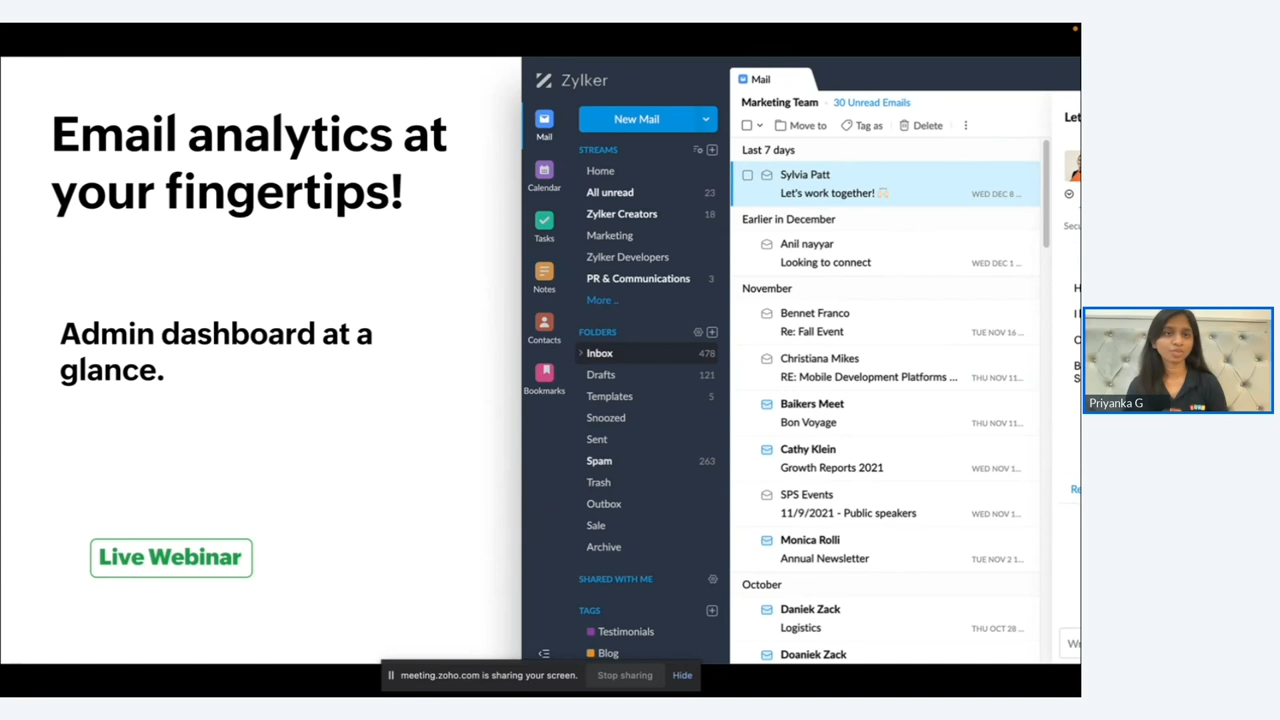 Email analytics at
your fingertips!
Admin dashboard at a
glance.
Live Webinar
Zylker
New Mail
Mail
Calendar
Tasks
Notes
Contacts
Bookmarks
STREAMS
Home
All unread 23
Zylker Creators 18
Marketing
Zylker Developers
PR & Communications 3
More ..
FOLDERS
Inbox 478
Drafts 121
Templates 5
Snoozed
Sent
Spam 263
Trash
Outbox
Sale
Archive
SHARED WITH ME
TAGS
Testimonials
Blog
Mail
Marketing Team · 30 Unread Emails
Move to Tag as Delete
Last 7 days
Sylvia Patt
Let's work together! WED DEC 8 ...
Earlier in December
Anil nayyar
Looking to connect WED DEC 1 ...
November
Bennet Franco
Re: Fall Event TUE NOV 16 ...
Christiana Mikes
RE: Mobile Development Platforms ... THU NOV 11...
Baikers Meet
Bon Voyage THU NOV 11...
Cathy Klein
Growth Reports 2021 WED NOV 1...
SPS Events
11/9/2021 - Public speakers WED NOV 1...
Monica Rolli
Annual Newsletter TUE NOV 2 1...
October
Daniek Zack
Logistics THU OCT 28 ...
Doaniek Zack
Let
Secu
Re
meeting.zoho.com is sharing your screen. Stop sharing Hide
Priyanka G